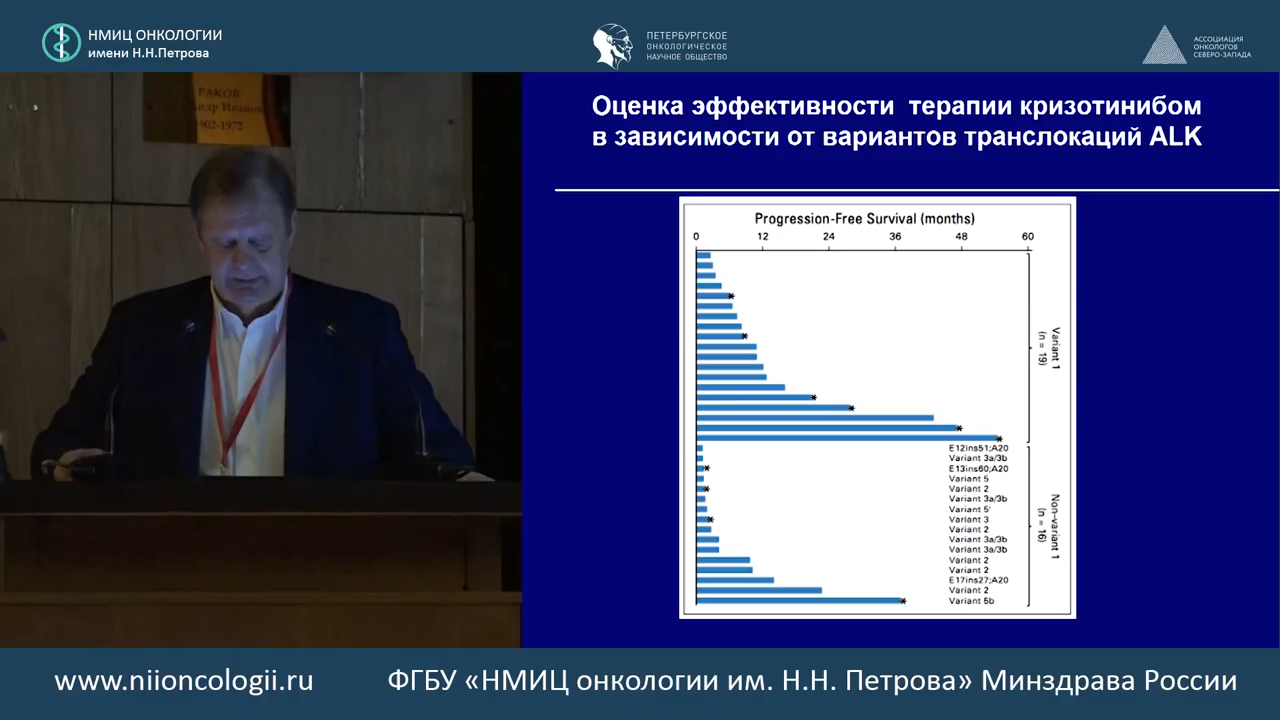 НМИЦ ОНКОЛОГИИ
имени Н.Н.Петрова
ПЕТЕРБУРГСКОЕ
ОНКОЛОГИЧЕСКОЕ
НАУЧНОЕ ОБЩЕСТВО
АССОЦИАЦИЯ
ОНКОЛОГОВ
СЕВЕРО-ЗАПАДА
РАКОВ
1902-1972
Оценка эффективности терапии кризотинибом
в зависимости от вариантов транслокаций ALK
Progression-Free Survival (months)
0 12 24 36 48 60
Variant 1
(n = 19)
E12ins51;A20
Variant 3a/3b
E13ins60;A20
Variant 5
Variant 2
Variant 3a/3b
Variant 5'
Variant 3
Variant 2
Variant 3a/3b
Variant 3a/3b
Variant 2
Variant 2
E17ins27;A20
Variant 2
Variant 5b
Non-variant 1
(n = 16)
www.niioncologii.ru
ФГБУ «НМИЦ онкологии им. Н.Н. Петрова» Минздрава России